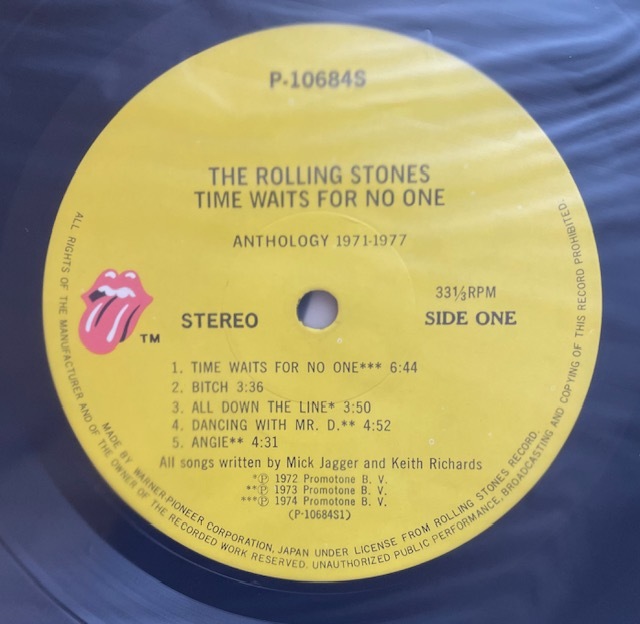 P-10684S
THE ROLLING STONES
TIME WAITS FOR NO ONE
ANTHOLOGY 1971-1977
33⅓RPM
STEREO
SIDE ONE
TM
1. TIME WAITS FOR NO ONE*** 6:44
2. BITCH 3:36
3. ALL DOWN THE LINE* 3:50
4. DANCING WITH MR. D.** 4:52
5. ANGIE** 4:31
All songs written by Mick Jagger and Keith Richards
*Ⓟ 1972 Promotone B. V.
**Ⓟ 1973 Promotone B. V.
***Ⓟ 1974 Promotone B. V.
(P-10684S1)
MADE BY WARNER-PIONEER CORPORATION, JAPAN UNDER LICENSE FROM ROLLING STONES RECORD.
ALL RIGHTS OF THE MANUFACTURER AND OF THE OWNER OF THE RECORDED WORK RESERVED. UNAUTHORIZED PUBLIC PERFORMANCE, BROADCASTING AND COPYING OF THIS RECORD PROHIBITED.